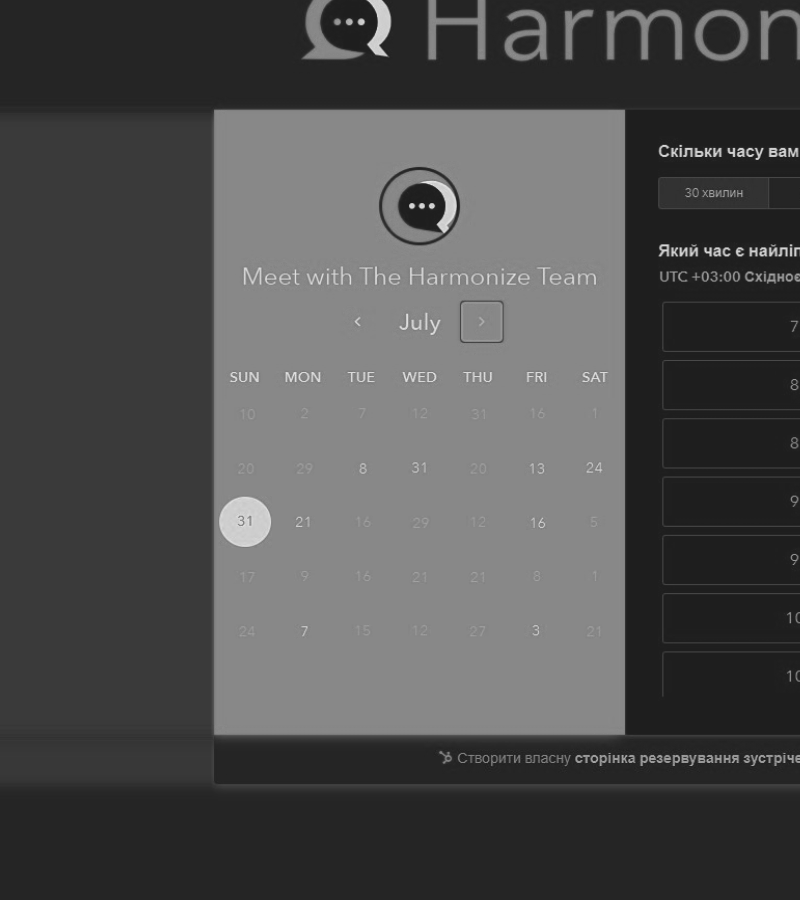 Harmon
Meet with The Harmonize Team
July
SUN MON TUE WED THU FRI SAT
10 2 7 12 31 16 1
20 29 8 31 20 13 24
31 21 16 29 12 16 5
17 9 16 21 21 8 1
24 7 15 12 27 3 21
Скільки часу вам
30 хвилин
Який час є найліп
UTC +03:00 Східноє
7
8
8
9
9
10
10
Створити власну сторінка резервування зустріче